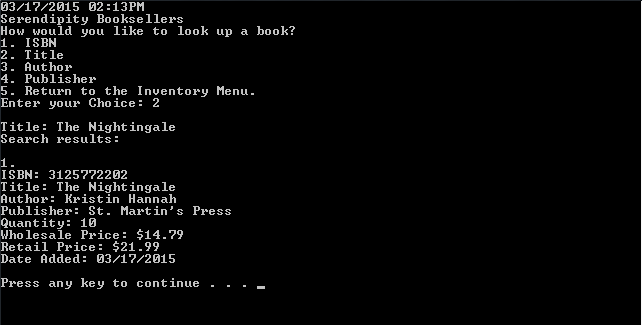 03/17/2015 02:13PM
Serendipity Booksellers
How would you like to look up a book?
1. ISBN
2. Title
3. Author
4. Publisher
5. Return to the Inventory Menu.
Enter your Choice: 2
Title: The Nightingale
Search results:
1.
ISBN: 3125772202
Title: The Nightingale
Author: Kristin Hannah
Publisher: St. Martin's Press
Quantity: 10
Wholesale Price: $14.79
Retail Price: $21.99
Date Added: 03/17/2015
Press any key to continue . . . _